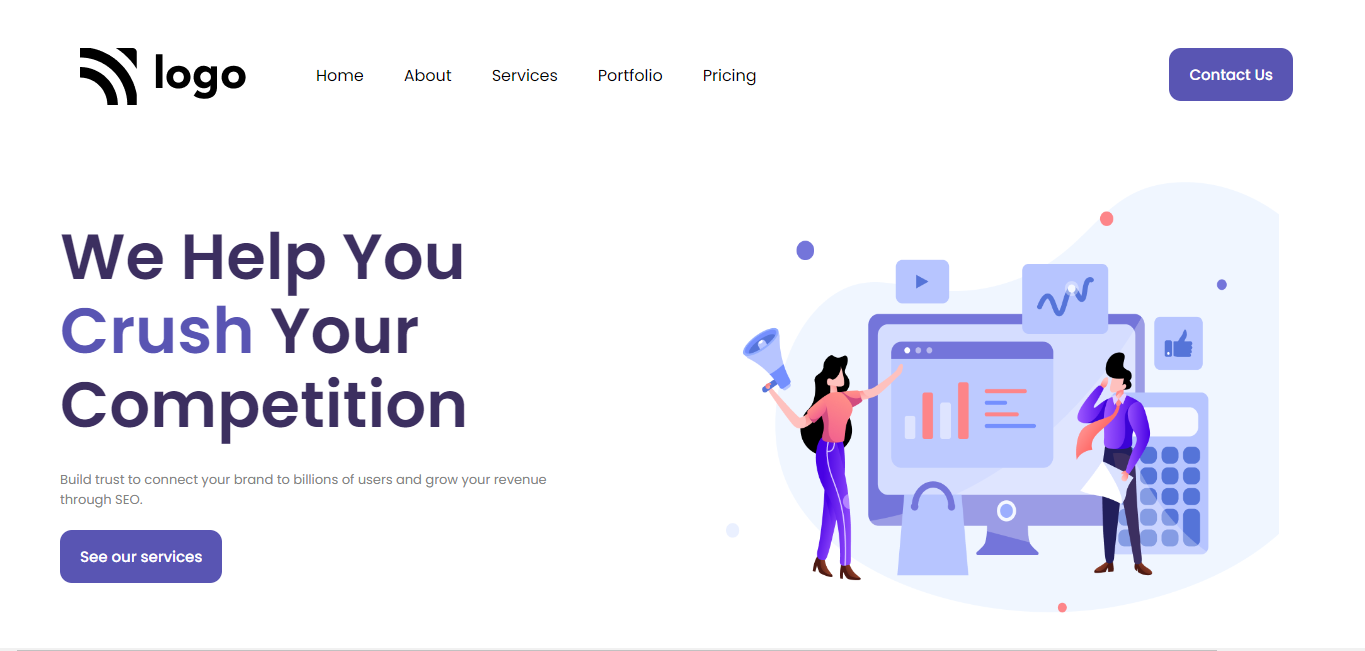 logo
Home
About
Services
Portfolio
Pricing
Contact Us
We Help You
Crush Your
Competition
Build trust to connect your brand to billions of users and grow your revenue
through SEO.
See our services